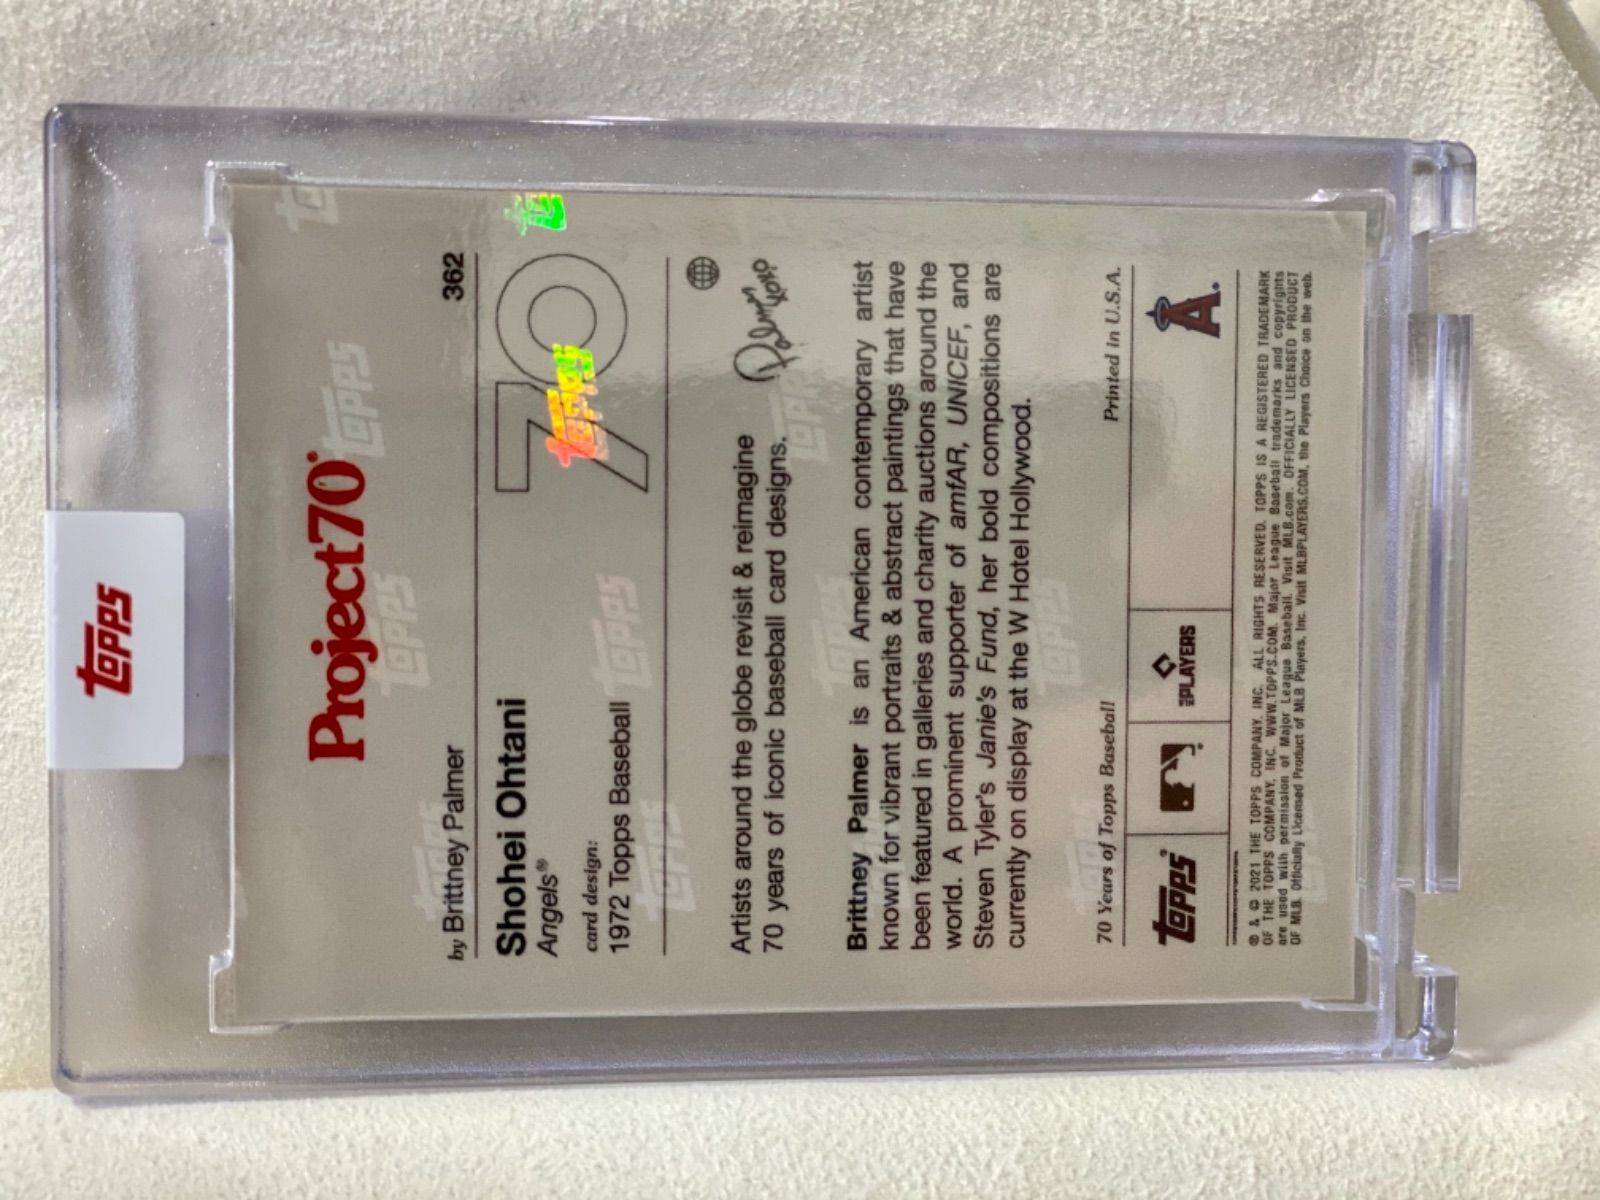 TOPPS
Project70®
by Brittney Palmer 362
Shohei Ohtani
Angels®
card design:
1972 Topps Baseball
70
topps
Artists around the globe revisit & reimagine
70 years of iconic baseball card designs.
Palmer
XOXO
Brittney Palmer is an American contemporary artist
known for vibrant portraits & abstract paintings that have
been featured in galleries and charity auctions around the
world. A prominent supporter of amfAR, UNICEF, and
Steven Tyler's Janie's Fund, her bold compositions are
currently on display at the W Hotel Hollywood.
70 Years of Topps Baseball Printed in U.S.A.
TOPPS® PLAYERS A
® & © 2021 THE TOPPS COMPANY, INC. ALL RIGHTS RESERVED. TOPPS IS A REGISTERED TRADEMARK
OF THE TOPPS COMPANY, INC. WWW.TOPPS.COM. Major League Baseball trademarks and copyrights
are used with permission of Major League Baseball. Visit MLB.com. OFFICIALLY LICENSED PRODUCT
OF MLB. Officially Licensed Product of MLB Players, Inc. Visit MLBPLAYERS.COM, the Players Choice on the web.